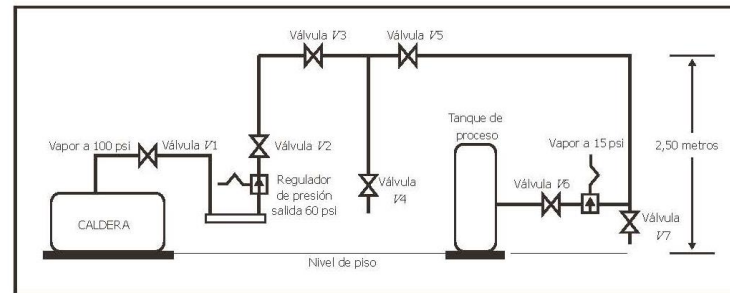 Válvula V3
Válvula V5
Tanque de
proceso
Vapor a 100 psi
Válvula V1
Válvula V2
Vapor a 15 psi
2,50 metros
Regulador
de presión
salida 60 psi
Válvula
V4
Válvula V6
Válvula
V7
CALDERA
Nivel de piso